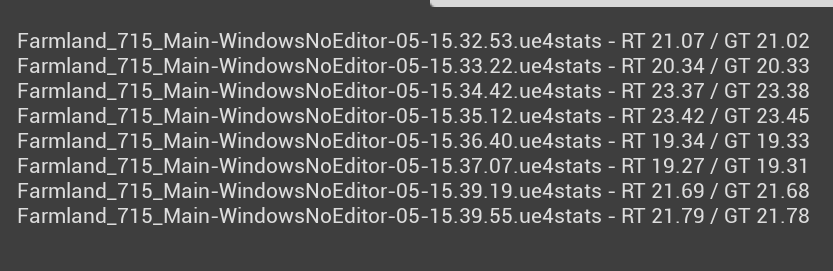 Farmland_715_Main-WindowsNoEditor-05-15.32.53.ue4stats - RT 21.07 / GT 21.02
Farmland_715_Main-WindowsNoEditor-05-15.33.22.ue4stats - RT 20.34 / GT 20.33
Farmland_715_Main-WindowsNoEditor-05-15.34.42.ue4stats - RT 23.37 / GT 23.38
Farmland_715_Main-WindowsNoEditor-05-15.35.12.ue4stats - RT 23.42 / GT 23.45
Farmland_715_Main-WindowsNoEditor-05-15.36.40.ue4stats - RT 19.34 / GT 19.33
Farmland_715_Main-WindowsNoEditor-05-15.37.07.ue4stats - RT 19.27 / GT 19.31
Farmland_715_Main-WindowsNoEditor-05-15.39.19.ue4stats - RT 21.69 / GT 21.68
Farmland_715_Main-WindowsNoEditor-05-15.39.55.ue4stats - RT 21.79 / GT 21.78